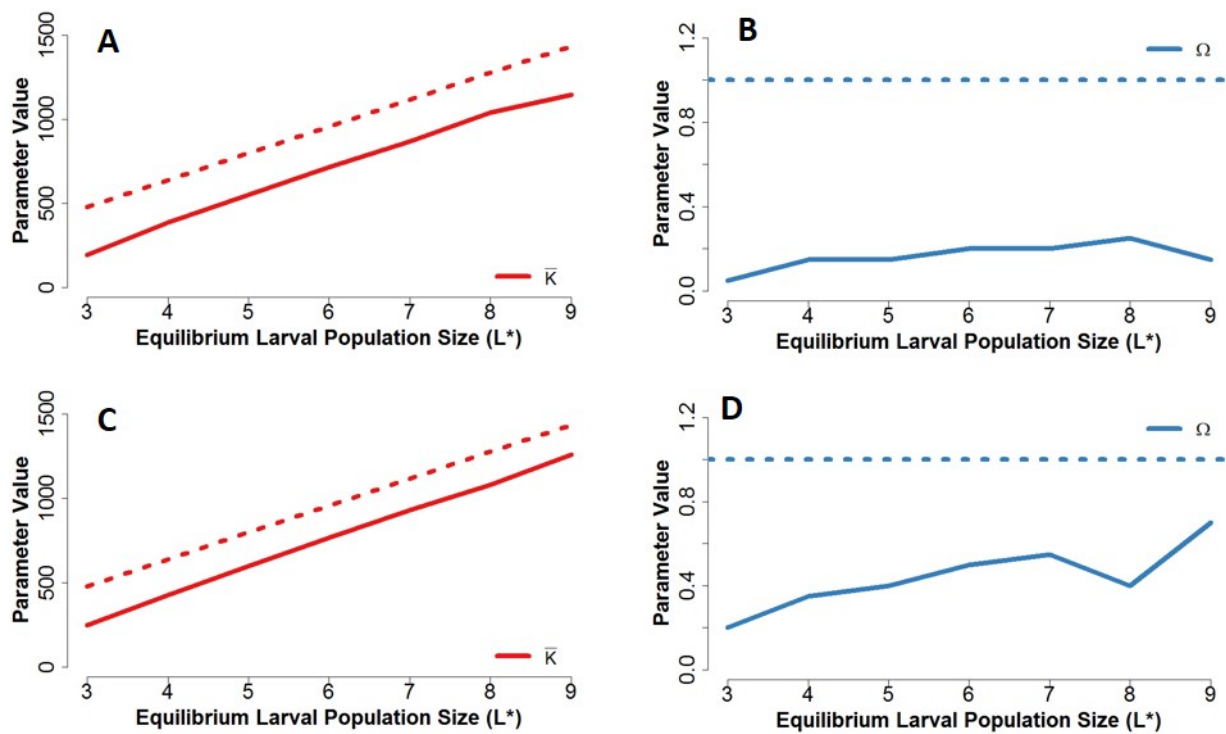 A
B
1500
1000
500
0
Parameter Value
K̅
3 4 5 6 7 8 9
Equilibrium Larval Population Size (L*)
1.2
0.8
0.4
0.0
Parameter Value
Ω
3 4 5 6 7 8 9
Equilibrium Larval Population Size (L*)
C
D
1500
1000
500
0
Parameter Value
K̅
3 4 5 6 7 8 9
Equilibrium Larval Population Size (L*)
1.2
0.8
0.4
0.0
Parameter Value
Ω
3 4 5 6 7 8 9
Equilibrium Larval Population Size (L*)